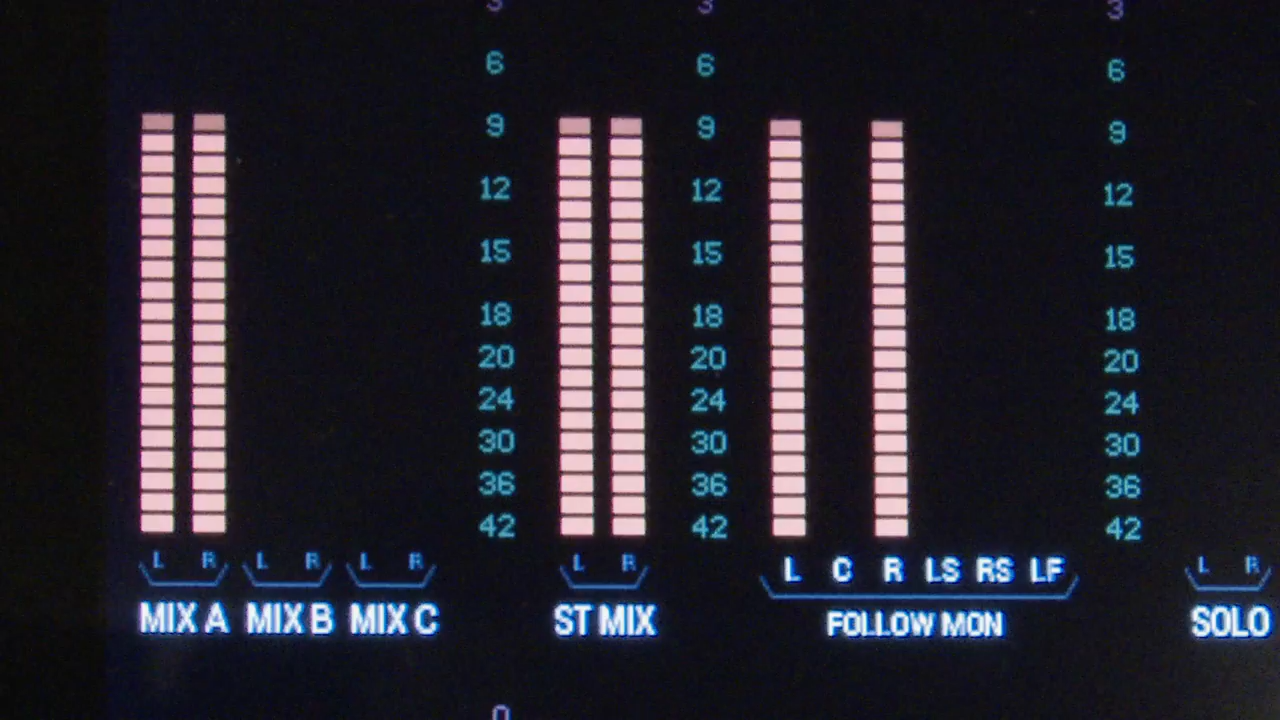 3 3 3
6 6 6
9 9 9
12 12 12
15 15 15
18 18 18
20 20 20
24 24 24
30 30 30
36 36 36
42 42 42
L R L R L R L R L C R LS RS LF L R
MIX A MIX B MIX C ST MIX FOLLOW MON SOLO
0